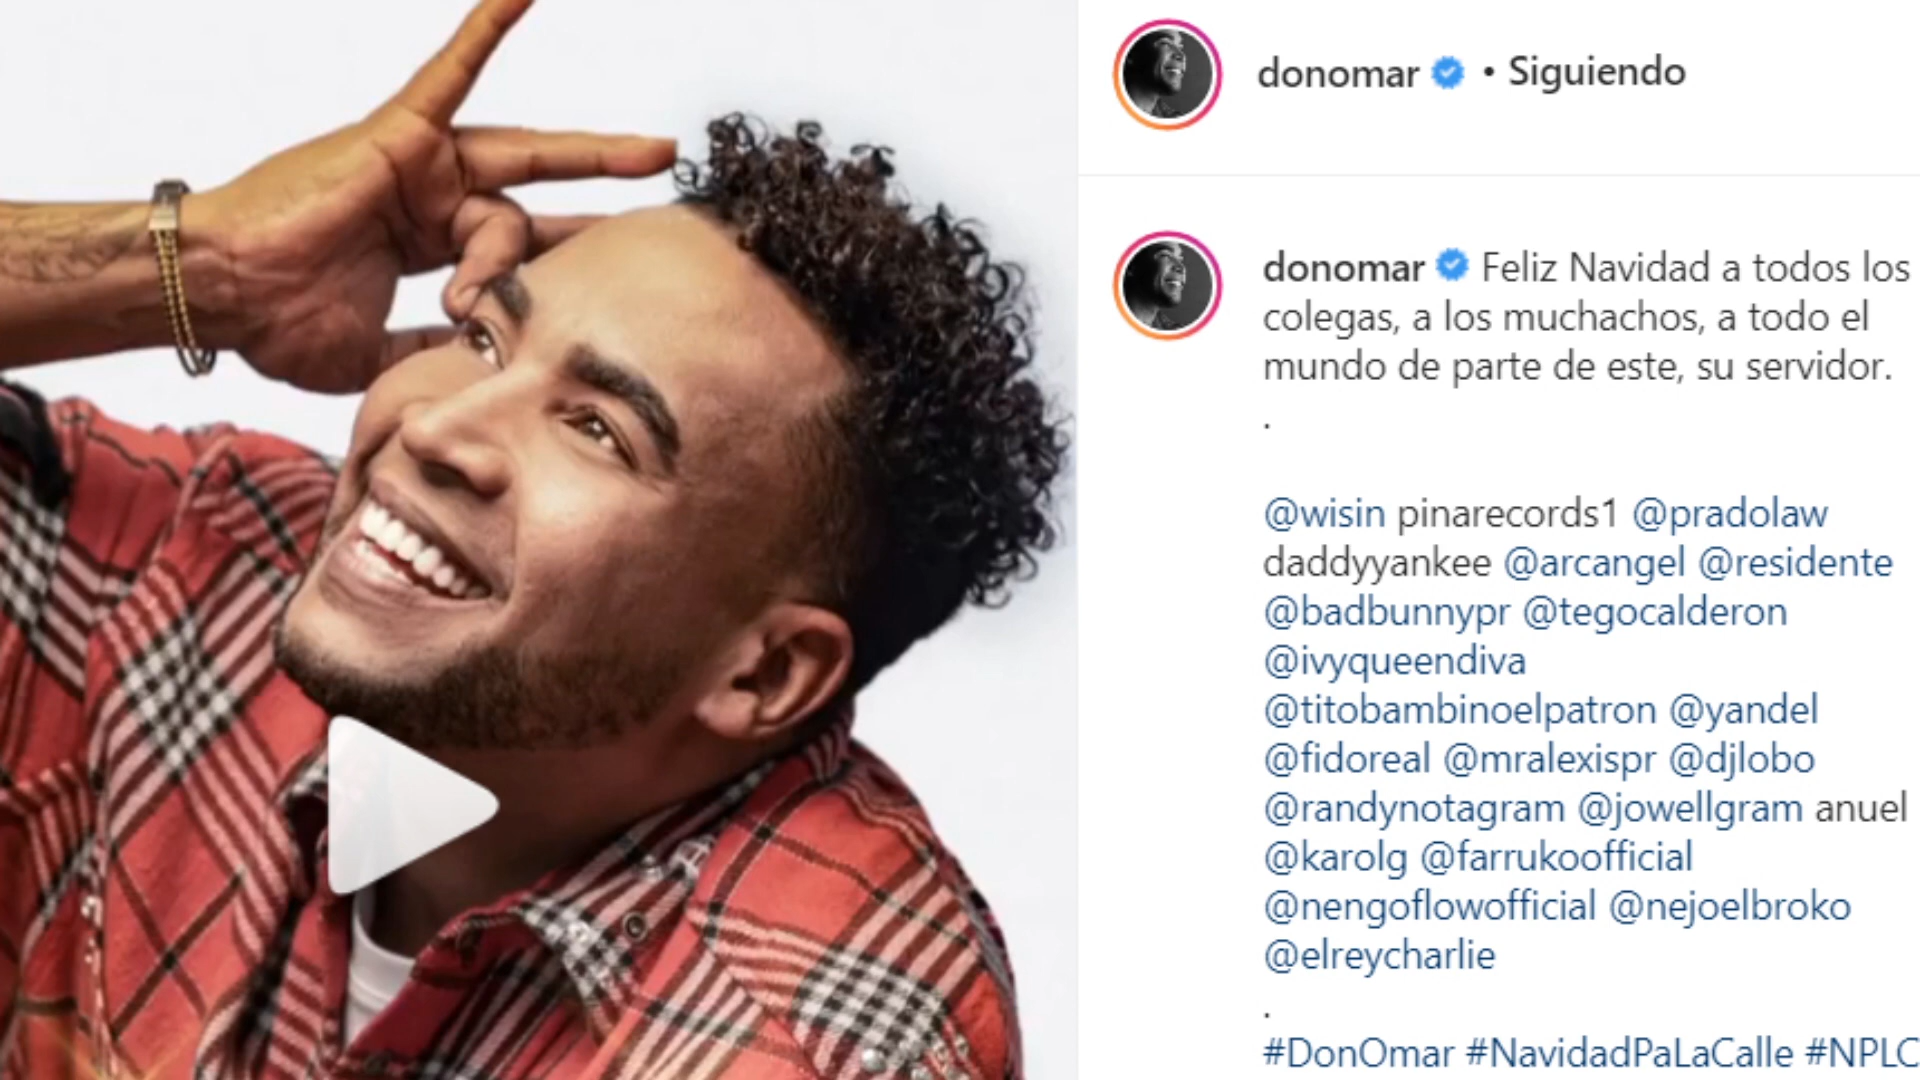 donomar • Siguiendo
donomar Feliz Navidad a todos los
colegas, a los muchachos, a todo el
mundo de parte de este, su servidor.
.
@wisin pinarecords1 @pradolaw
daddyyankee @arcangel @residente
@badbunnypr @tegocalderon
@ivyqueendiva
@titobambinoelpatron @yandel
@fidoreal @mralexispr @djlobo
@randynotagram @jowellgram anuel
@karolg @farrukoofficial
@nengoflowofficial @nejoelbroko
@elreycharlie
.
#DonOmar #NavidadPaLaCalle #NPLC